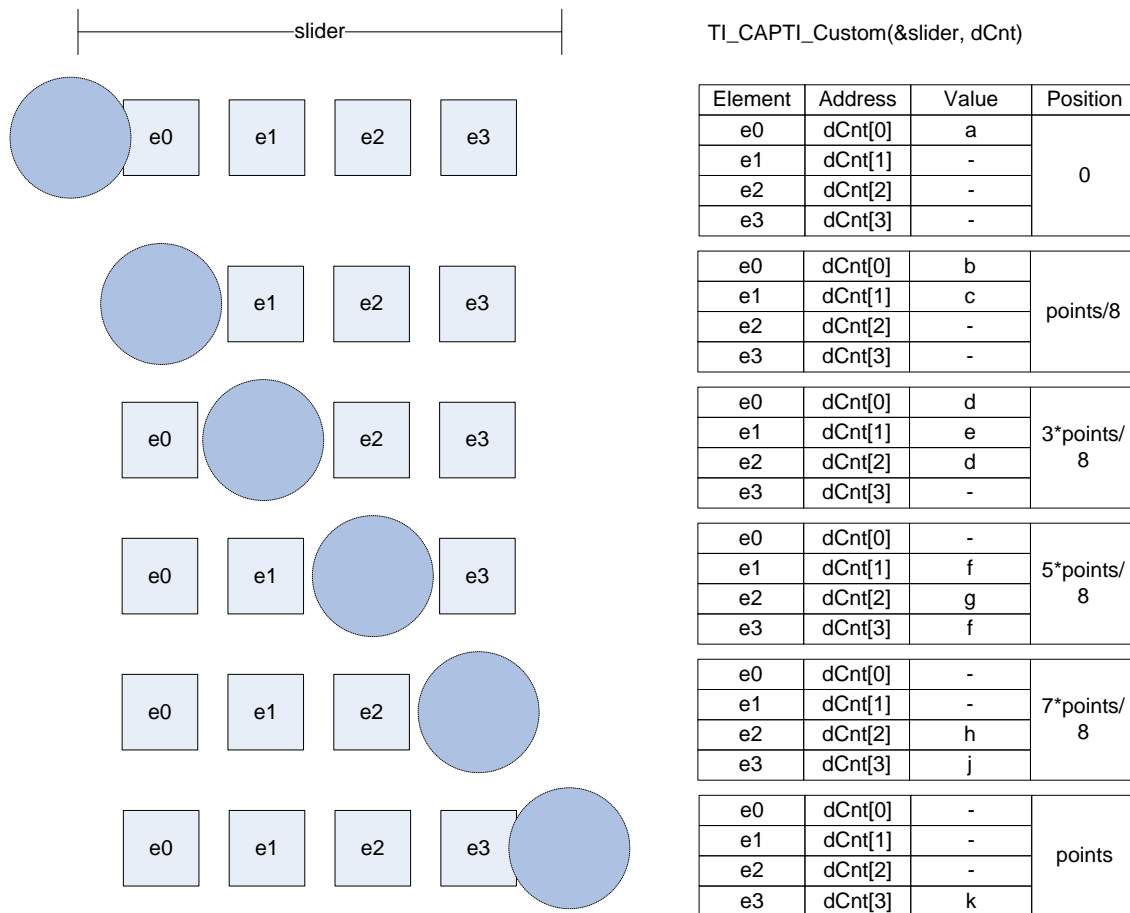 slider
TI_CAPTI_Custom(&slider, dCnt)
Element Address Value Position
e0 e1 e2 e3
e0 dCnt[0] a
e1 dCnt[1] -
0
e2 dCnt[2] -
e3 dCnt[3] -
e1 e2 e3
e0 dCnt[0] b
e1 dCnt[1] c
points/8
e2 dCnt[2] -
e3 dCnt[3] -
e0 e2 e3
e0 dCnt[0] d
e1 dCnt[1] e
3*points/
8
e2 dCnt[2] d
e3 dCnt[3] -
e0 e1 e3
e0 dCnt[0] -
e1 dCnt[1] f
5*points/
8
e2 dCnt[2] g
e3 dCnt[3] f
e0 e1 e2
e0 dCnt[0] -
e1 dCnt[1] -
7*points/
8
e2 dCnt[2] h
e3 dCnt[3] j
e0 e1 e2 e3
e0 dCnt[0] -
e1 dCnt[1] -
points
e2 dCnt[2] -
e3 dCnt[3] k